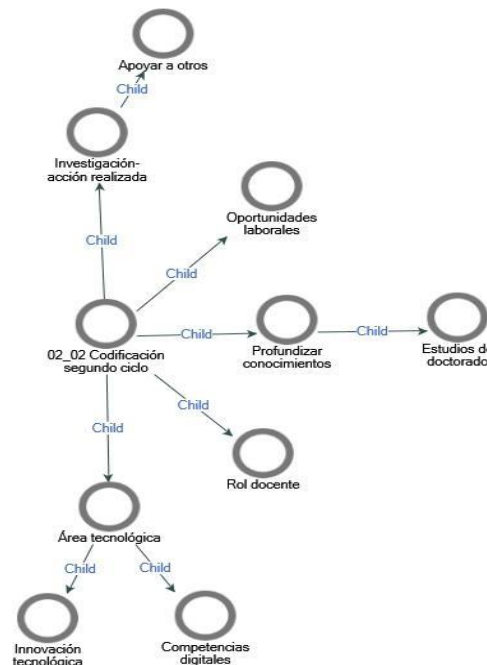 Apoyar a otros
Child
Investigación-
acción realizada
Oportunidades
laborales
Child
Child
02_02 Codificación
segundo ciclo
Child
Profundizar
conocimientos
Child
Estudios de
doctorado
Child
Rol docente
Child
Área tecnológica
Child
Child
Innovación
tecnológica
Competencias
digitales